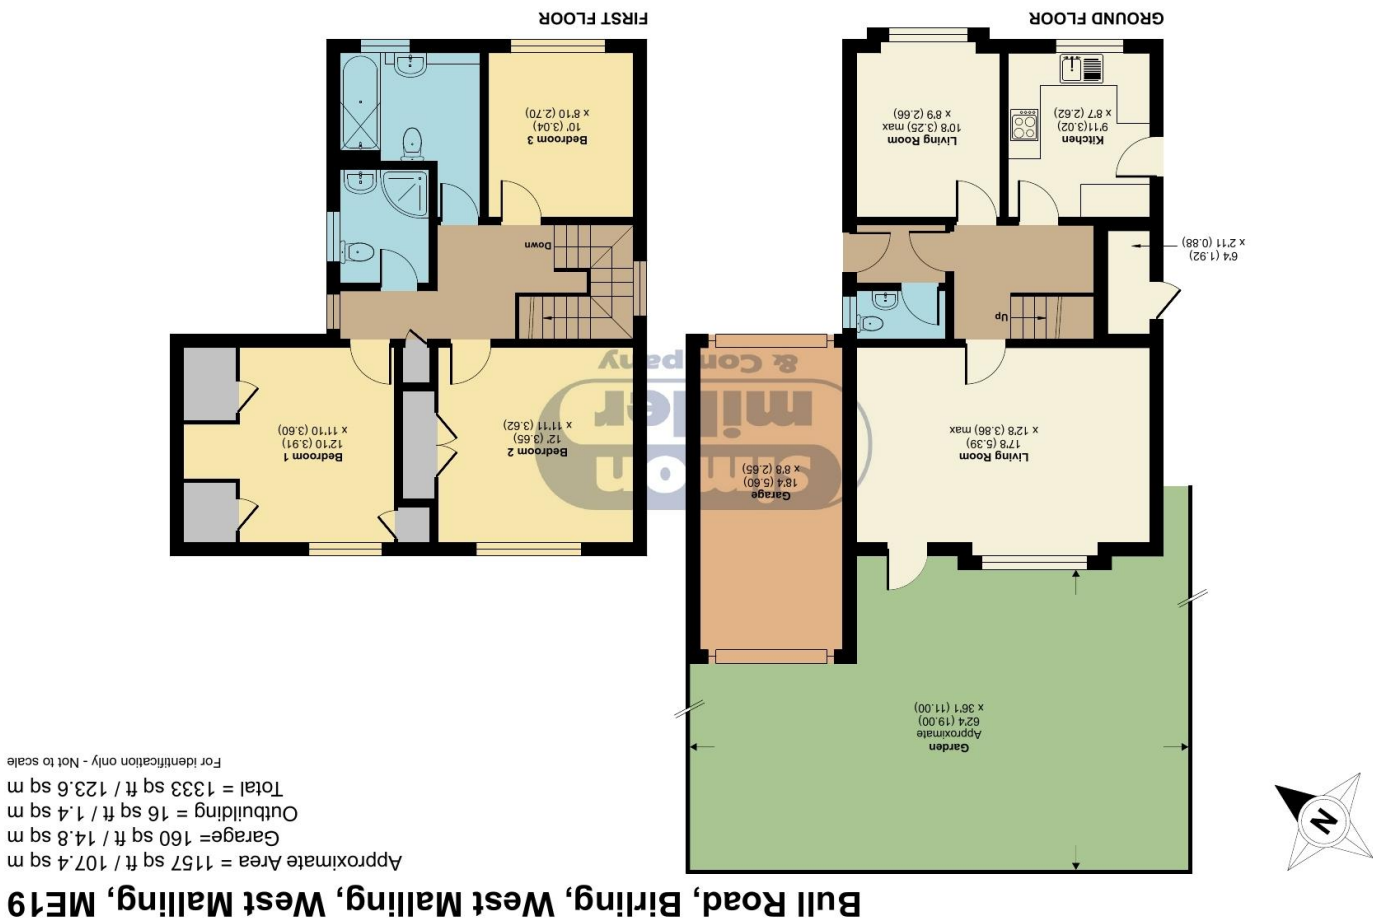 Bull Road, Birling, West Malling, West Malling, ME19
Approximate Area = 1157 sq ft / 107.4 sq m
Garage= 160 sq ft / 14.8 sq m
Outbuilding = 16 sq ft / 1.4 sq m
Total = 1333 sq ft / 123.6 sq m
For identification only - Not to scale
N
Garden
Approximate
62'4 (19.00)
x 36'1 (11.00)
Garage
18'4 (5.60)
x 8'8 (2.65)
Living Room
17'8 (5.39)
x 12'8 (3.86) max
Up
6'4 (1.92)
x 2'11 (0.88)
Kitchen
9'11 (3.02)
x 8'7 (2.62)
Living Room
10'8 (3.25) max
x 8'9 (2.66)
GROUND FLOOR
Bedroom 2
12' (3.65)
x 11'11 (3.62)
Bedroom 1
12'10 (3.91)
x 11'10 (3.60)
Down
Bedroom 3
10' (3.04)
x 8'10 (2.70)
FIRST FLOOR
simon
miller
& Company